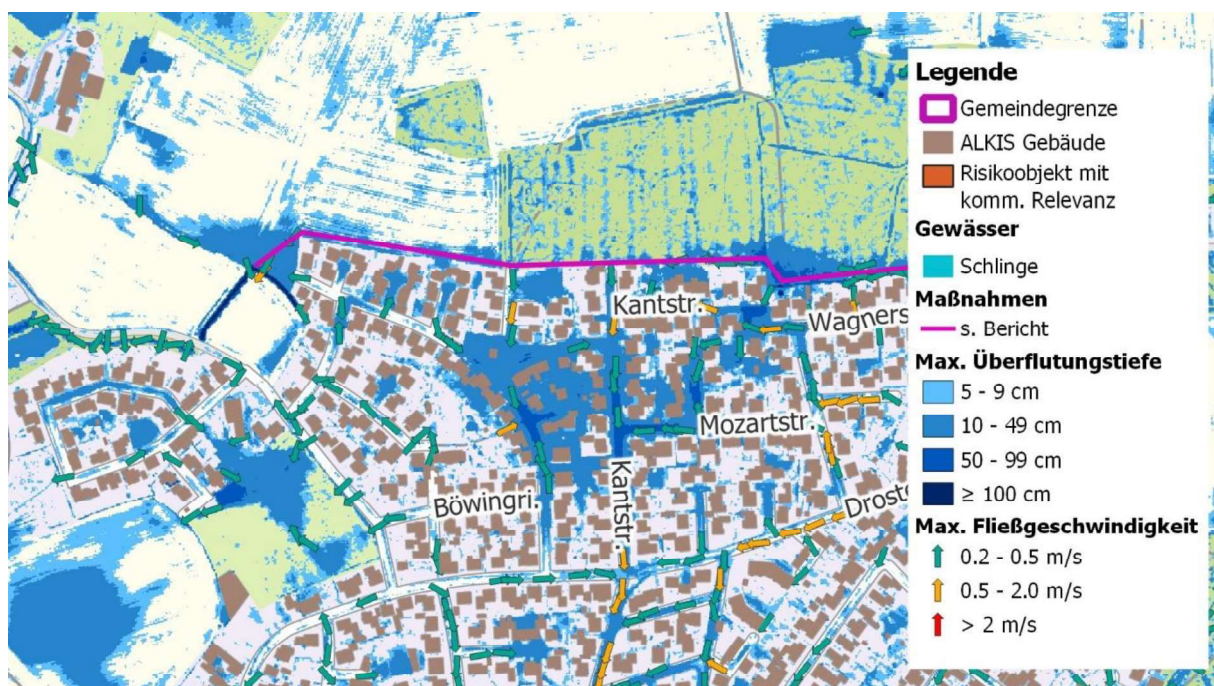 Kantstr.
Wagners
Mozartstr.
Kantstr.
Böwingri.
Droste
Legende
Gemeindegrenze
ALKIS Gebäude
Risikoobjekt mit
komm. Relevanz
Gewässer
Schlinge
Maßnahmen
s. Bericht
Max. Überflutungstiefe
5 - 9 cm
10 - 49 cm
50 - 99 cm
≥ 100 cm
Max. Fließgeschwindigkeit
0.2 - 0.5 m/s
0.5 - 2.0 m/s
> 2 m/s